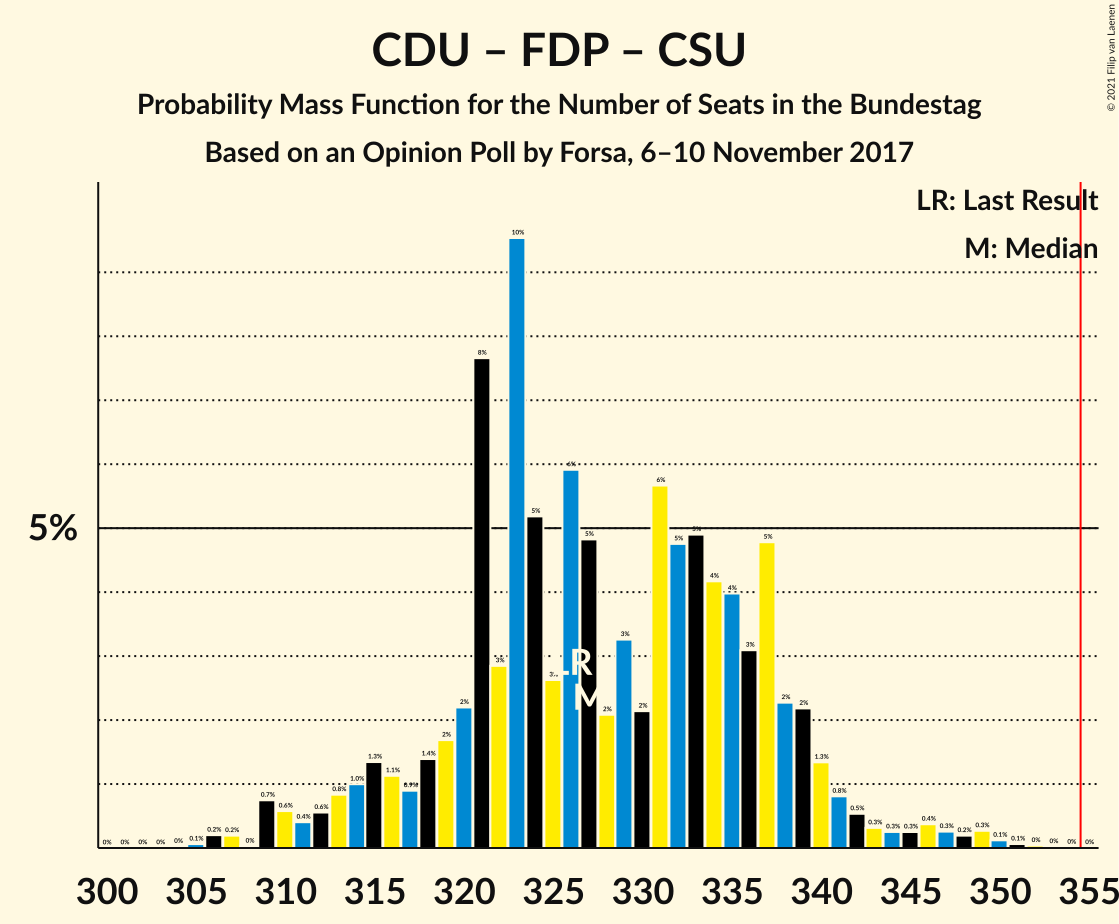 CDU – FDP – CSU
Probability Mass Function for the Number of Seats in the Bundestag
Based on an Opinion Poll by Forsa, 6–10 November 2017
© 2021 Filip van Laenen
LR: Last Result
M: Median
5%
0% 0% 0% 0% 0% 0.1% 0.2% 0.2% 0% 0.7% 0.6% 0.4% 0.6% 0.8% 1.0% 1.3% 1.1% 0.9% 1.4% 2% 2% 8% 3% 10% 5% 3% 6% 5% 2% 3% 2% 6% 5% 5% 4% 4% 3% 5% 2% 2% 1.3% 0.8% 0.5% 0.3% 0.3% 0.3% 0.4% 0.3% 0.2% 0.3% 0.1% 0.1% 0% 0% 0% 0%
LR
M
300 305 310 315 320 325 330 335 340 345 350 355